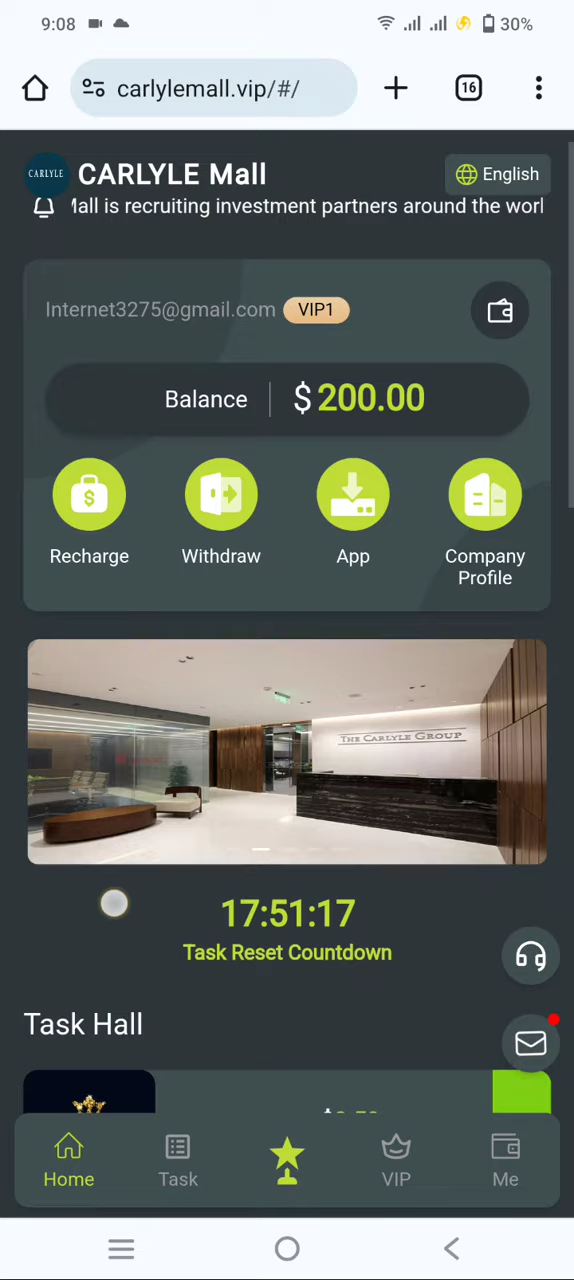 9:08
30%
carlylemall.vip/#/
16
CARLYLE
CARLYLE Mall
English
Mall is recruiting investment partners around the worl
Internet3275@gmail.com
VIP1
Balance
$ 200.00
Recharge
Withdraw
App
Company
Profile
THE CARLYLE GROUP
17:51:17
Task Reset Countdown
Task Hall
Home
Task
VIP
Me